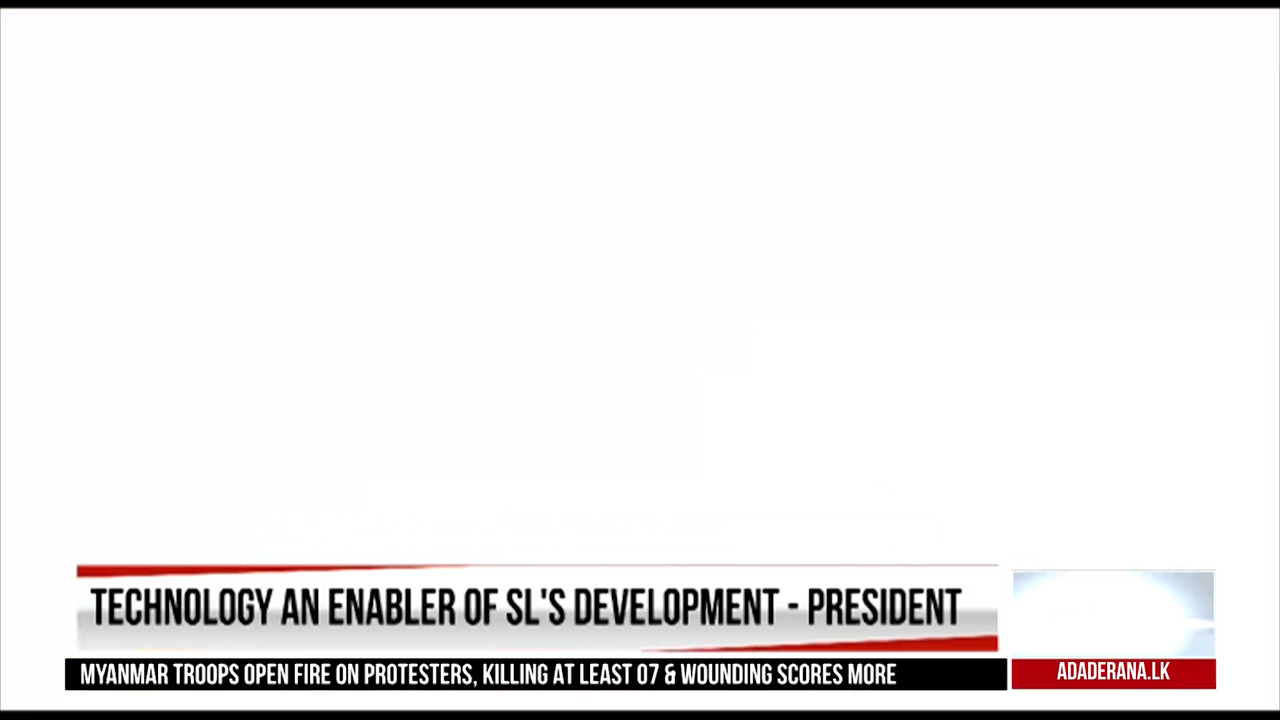 TECHNOLOGY AN ENABLER OF SL'S DEVELOPMENT - PRESIDENT
MYANMAR TROOPS OPEN FIRE ON PROTESTERS, KILLING AT LEAST 07 & WOUNDING SCORES MORE
ADADERANA.LK